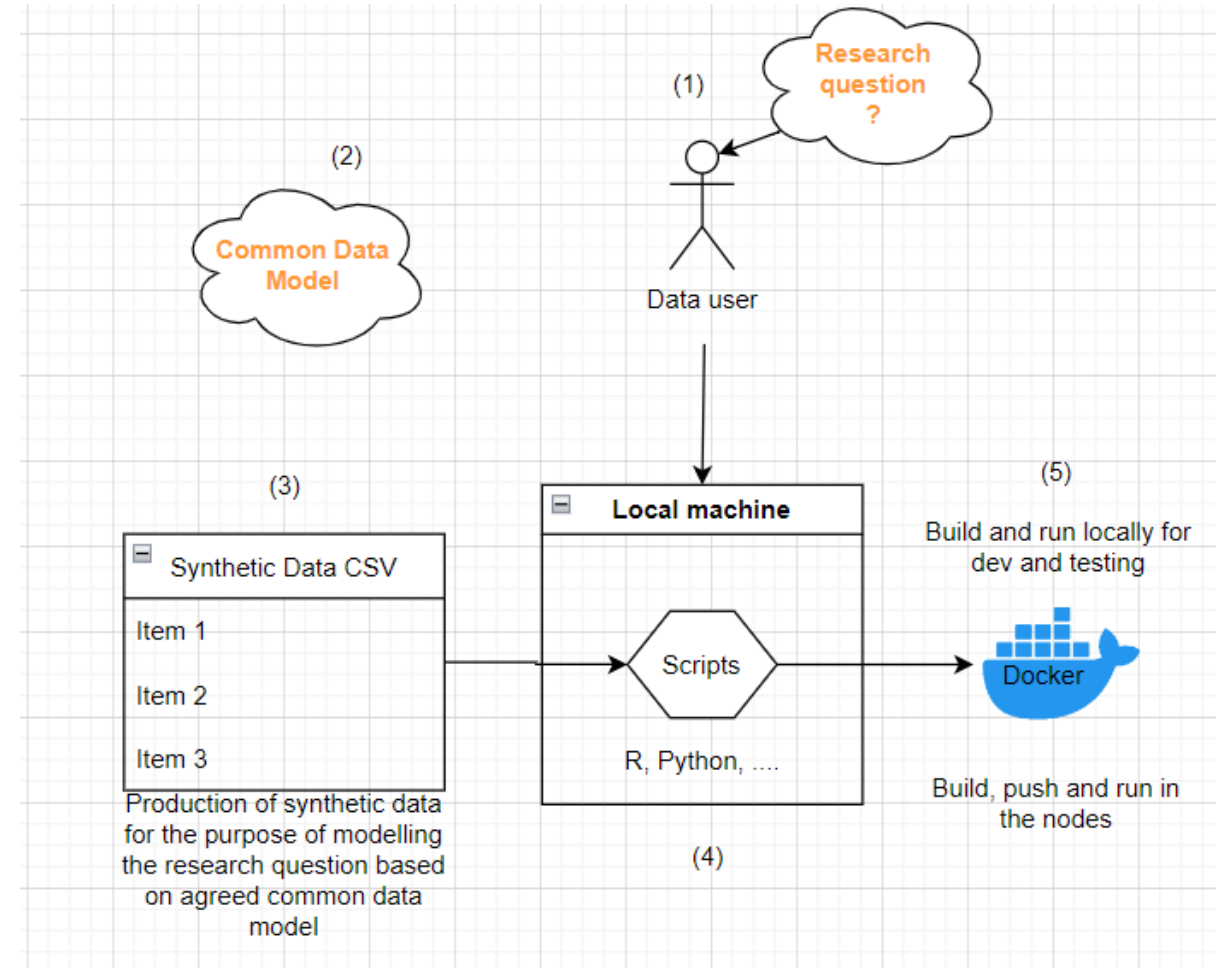 Research
question
?
(1)
(2)
Common Data
Model
Data user
(3)
Synthetic Data CSV
Item 1
Item 2
Item 3
Production of synthetic data
for the purpose of modelling
the research question based
on agreed common data
model
Local machine
Scripts
R, Python, ....
(4)
(5)
Build and run locally for
dev and testing
Docker
Build, push and run in
the nodes